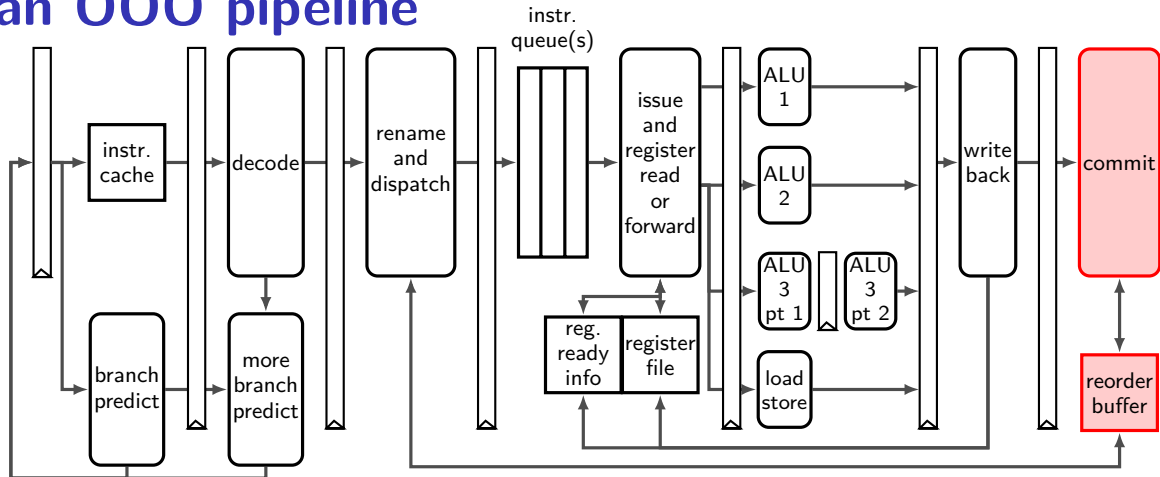 an OOO pipeline
instr.
queue(s)
instr.
cache
decode
rename
and
dispatch
issue
and
register
read
or
forward
ALU
1
ALU
2
ALU
3
pt 1
ALU
3
pt 2
load
store
write
back
commit
branch
predict
more
branch
predict
reg.
ready
info
register
file
reorder
buffer